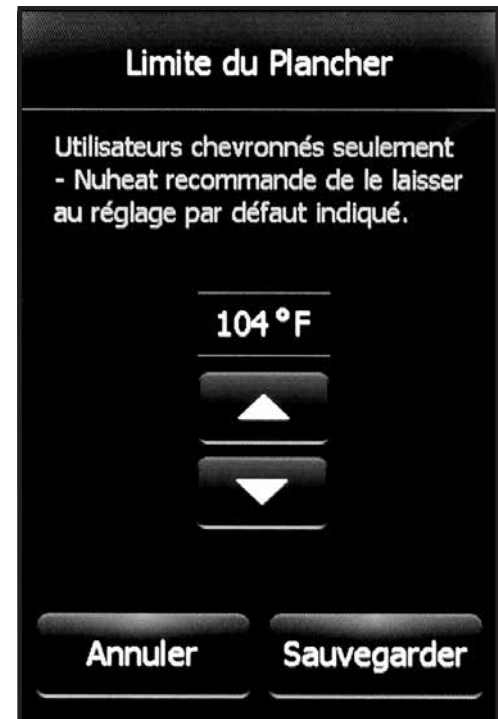 Limite du Plancher
Utilisateurs chevronnés seulement
- Nuheat recommande de le laisser
au réglage par défaut indiqué.
104°F
Annuler
Sauvegarder